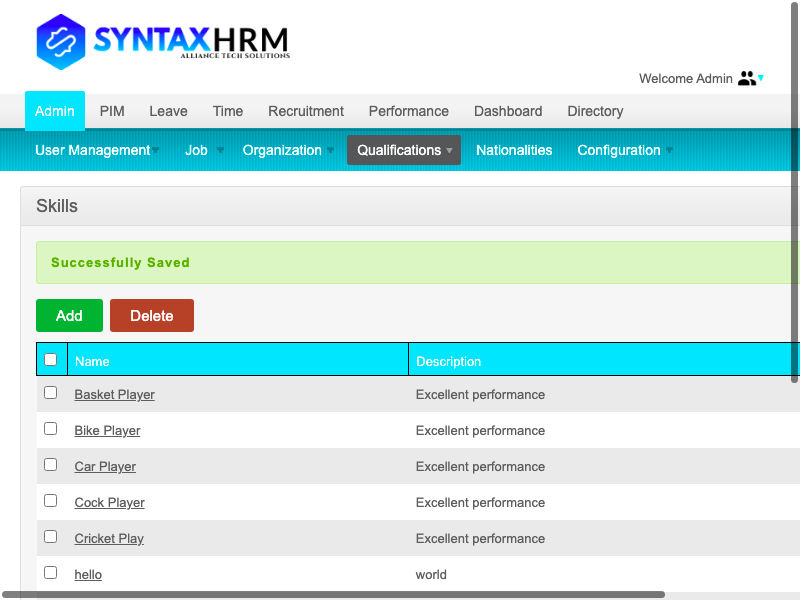 SYNTAXHRM
ALLIANCE TECH SOLUTIONS
Welcome Admin
Admin PIM Leave Time Recruitment Performance Dashboard Directory
User Management Job Organization Qualifications Nationalities Configuration
Skills
Successfully Saved
Add Delete
Name Description
Basket Player Excellent performance
Bike Player Excellent performance
Car Player Excellent performance
Cock Player Excellent performance
Cricket Play Excellent performance
hello world